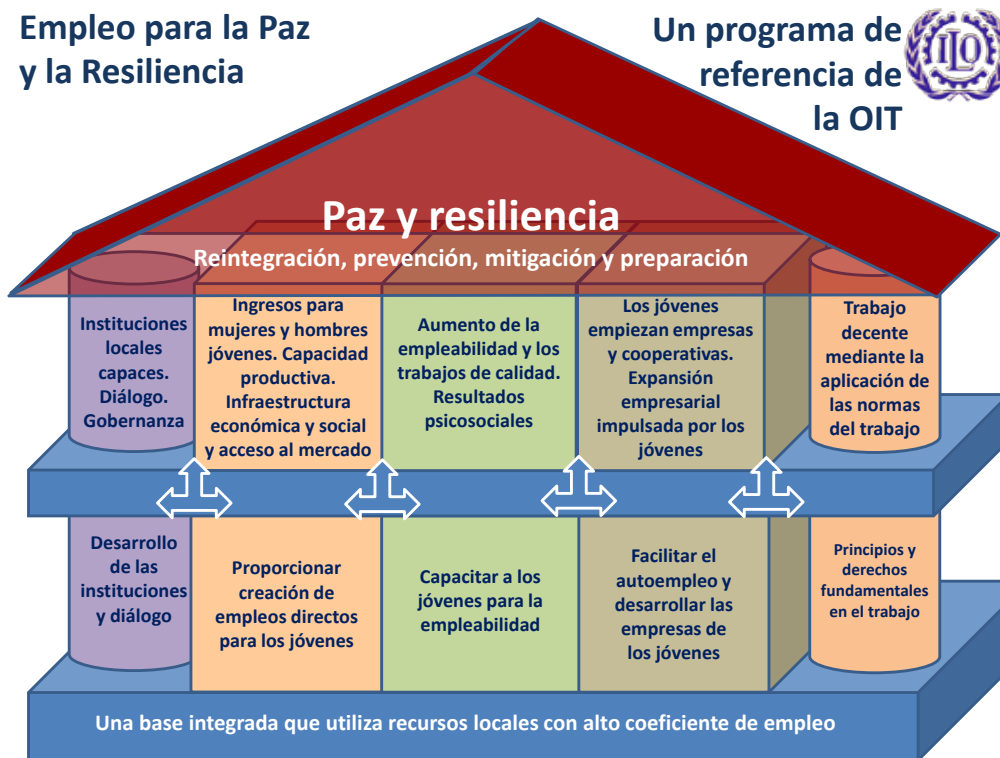 Empleo para la Paz
y la Resiliencia
Un programa de
referencia de
la OIT
ILO
Paz y resiliencia
Reintegración, prevención, mitigación y preparación
Instituciones
locales
capaces.
Diálogo.
Gobernanza
Ingresos para
mujeres y hombres
jóvenes. Capacidad
productiva.
Infraestructura
económica y social
y acceso al mercado
Aumento de la
empleabilidad y los
trabajos de calidad.
Resultados
psicosociales
Los jóvenes
empiezan empresas
y cooperativas.
Expansión
empresarial
impulsada por los
jóvenes
Trabajo
decente
mediante la
aplicación de
las normas
del trabajo
Desarrollo
de las
instituciones
y diálogo
Proporcionar
creación de
empleos directos
para los jóvenes
Capacitar a los
jóvenes para la
empleabilidad
Facilitar el
autoempleo y
desarrollar las
empresas de
los jóvenes
Principios y
derechos
fundamentales
en el trabajo
Una base integrada que utiliza recursos locales con alto coeficiente de empleo